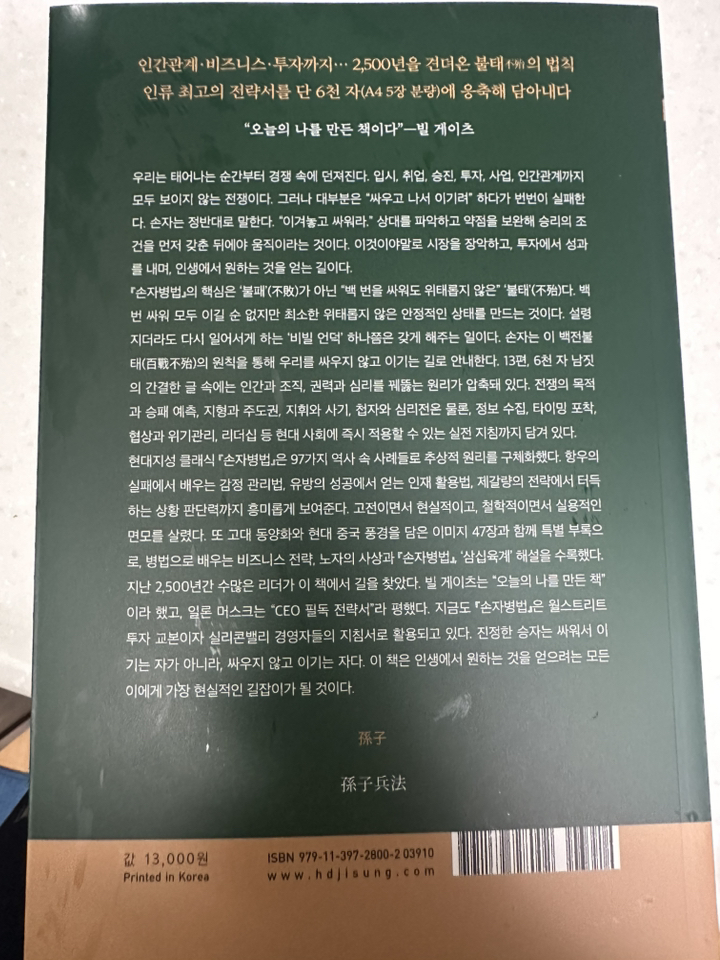 인간관계·비즈니스·투자까지… 2,500년을 견뎌온 불태不殆의 법칙
인류 최고의 전략서를 단 6천 자(A4 5장 분량)에 응축해 담아내다
“오늘의 나를 만든 책이다”—빌 게이츠
우리는 태어나는 순간부터 경쟁 속에 던져진다. 입시, 취업, 승진, 투자, 사업, 인간관계까지
모두 보이지 않는 전쟁이다. 그러나 대부분은 “싸우고 나서 이기려” 하다가 번번이 실패한
다. 손자는 정반대로 말한다. “이겨놓고 싸워라.” 상대를 파악하고 약점을 보완해 승리의 조
건을 먼저 갖춘 뒤에야 움직이라는 것이다. 이것이야말로 시장을 장악하고, 투자에서 성과
를 내며, 인생에서 원하는 것을 얻는 길이다.
『손자병법』의 핵심은 ‘불패’(不敗)가 아닌 “백 번을 싸워도 위태롭지 않은” ‘불태’(不殆)다. 백
번 싸워 모두 이길 순 없지만 최소한 위태롭지 않은 안정적인 상태를 만드는 것이다. 설령
지더라도 다시 일어서게 하는 ‘비빌 언덕’ 하나쯤은 갖게 해주는 일이다. 손자는 이 백전불
태(百戰不殆)의 원칙을 통해 우리를 싸우지 않고 이기는 길로 안내한다. 13편, 6천 자 남짓
의 간결한 글 속에는 인간과 조직, 권력과 심리를 꿰뚫는 원리가 압축돼 있다. 전쟁의 목적
과 승패 예측, 지형과 주도권, 지휘와 사기, 첩자와 심리전은 물론, 정보 수집, 타이밍 포착,
협상과 위기관리, 리더십 등 현대 사회에 즉시 적용할 수 있는 실전 지침까지 담겨 있다.
현대지성 클래식 『손자병법』은 97가지 역사 속 사례들로 추상적 원리를 구체화했다. 항우의
실패에서 배우는 감정 관리법, 유방의 성공에서 얻는 인재 활용법, 제갈량의 전략에서 터득
하는 상황 판단력까지 흥미롭게 보여준다. 고전이면서 현실적이고, 철학적이면서 실용적인
면모를 살렸다. 또 고대 동양화와 현대 중국 풍경을 담은 이미지 47장과 함께 특별 부록으
로, 병법으로 배우는 비즈니스 전략, 노자의 사상과 『손자병법』, ‘삼십육계’ 해설을 수록했다.
지난 2,500년간 수많은 리더가 이 책에서 길을 찾았다. 빌 게이츠는 “오늘의 나를 만든 책”
이라 했고, 일론 머스크는 “CEO 필독 전략서”라 평했다. 지금도 『손자병법』은 월스트리트
투자 교본이자 실리콘밸리 경영자들의 지침서로 활용되고 있다. 진정한 승자는 싸워서 이
기는 자가 아니라, 싸우지 않고 이기는 자다. 이 책은 인생에서 원하는 것을 얻으려는 모든
이에게 가장 현실적인 길잡이가 될 것이다.
孫子
孫子兵法
값 13,000원
Printed in Korea
ISBN 979-11-397-2800-2 03910
www.hdjisung.com